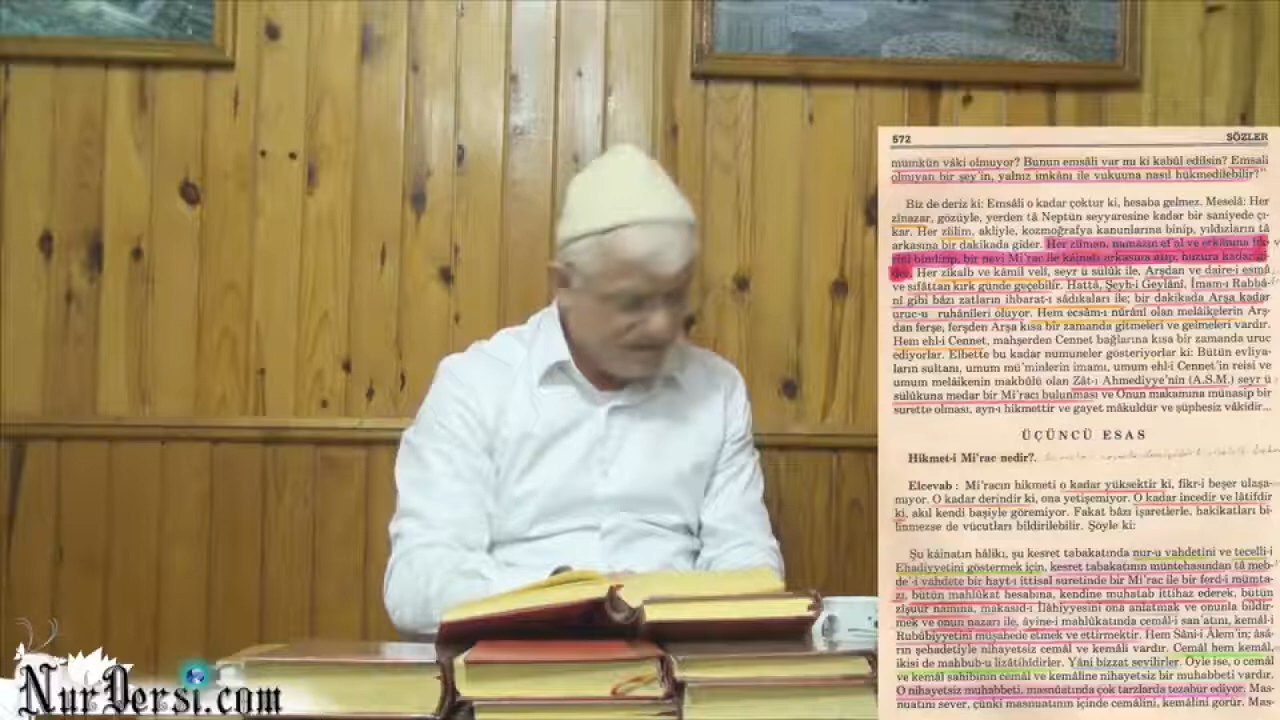 572 SÖZLER
mümkün vâki olmuyor? Bunun emsâli var mı ki kabûl edilsin? Emsali
olmıyan bir şey'in, yalnız imkânı ile vukuuna nasıl hükmedilebilir?"
Biz de deriz ki: Emsâli o kadar çoktur ki, hesaba gelmez. Meselâ: Her
zînazar, gözüyle, yerden tâ Neptün seyyaresine kadar bir saniyede çı-
kar. Her zîilim, akliyle, kozmoğrafya kanunlarına binip, yıldızların tâ
arkasına bir dakikada gider. Her zîiman, namazın ef'al ve erkânına fik-
rini bindirip, bir nevi Mi'rac ile kâinatı arkasına alıp, huzura kadar gi-
der. Her zîkalb ve kâmil velî, seyr ü sülûk ile, Arşdan ve daire-i esmâ
ve sıfâttan kırk günde geçebilir. Hattâ, Şeyh-i Geylânî, İmam-ı Rabbâ-
nî gibi bâzı zatların ihbarat-ı sâdıkaları ile; bir dakikada Arşa kadar
uruc-u ruhânîleri oluyor. Hem ecsâm-ı nûrânî olan melâikelerin Arş-
dan ferşe, ferşden Arşa kısa bir zamanda gitmeleri ve gelmeleri vardır.
Hem ehl-i Cennet, mahşerden Cennet bağlarına kısa bir zamanda uruc
ediyorlar. Elbette bu kadar nümuneler gösteriyorlar ki: Bütün evliya-
ların sultanı, umum mü'minlerin imamı, umum ehl-i Cennet'in reisi ve
umum melâikenin makbulü olan Zât-ı Ahmediyye'nin (A.S.M.) seyr ü
sülûkuna medar bir Mi'racı bulunması ve Onun makamına münasip bir
surette olması, ayn-ı hikmettir ve gayet mâkuldür ve şüphesiz vâkidir...
ÜÇÜNCÜ ESAS
Hikmet-i Mi'rac nedir?.
Elcevab : Mi'racın hikmeti o kadar yüksektir ki, fikr-i beşer ulaşa-
mıyor. O kadar derindir ki, ona yetişemiyor. O kadar incedir ve lâtifdir
ki, akıl kendi başiyle göremiyor. Fakat bâzı işaretlerle, hakikatları bi-
linmezse de vücutları bildirilebilir. Şöyle ki:
Şu kâinatın hâlikı, şu kesret tabakatında nur-u vahdetini ve tecelli-i
Ehadiyyetini göstermek için, kesret tabakatının müntehasından tâ meb-
de'-i vahdete bir hayt-ı ittisal suretinde bir Mi'rac ile bir ferd-i mümta-
zı, bütün mahlûkat hesabına, kendine muhatab ittihaz ederek, bütün
zîşuur namına, makasıd-ı İlâhiyyesini ona anlatmak ve onunla bildir-
mek ve onun nazarı ile, âyine-i mahlûkatında cemâl-i san'atını, kemâl-i
Rubûbiyyetini müşahede etmek ve ettirmektir. Hem Sâni-i Âlem'in; âsâ-
rın şehadetiyle nihayetsiz cemâl ve kemâli vardır. Cemâl hem kemâl,
ikisi de mahbub-u lizâtihîdirler. Yâni bizzat sevilirler. Öyle ise, o cemâl
ve kemâl sahibinin cemâl ve kemâline nihayetsiz bir muhabbeti vardır.
O nihayetsiz muhabbeti, masnûatında çok tarzlarda tezahür ediyor. Mas-
nuatını sever, çünki masnuatının içinde cemâlini, kemâlini görür. Mas-
NurDersi.com